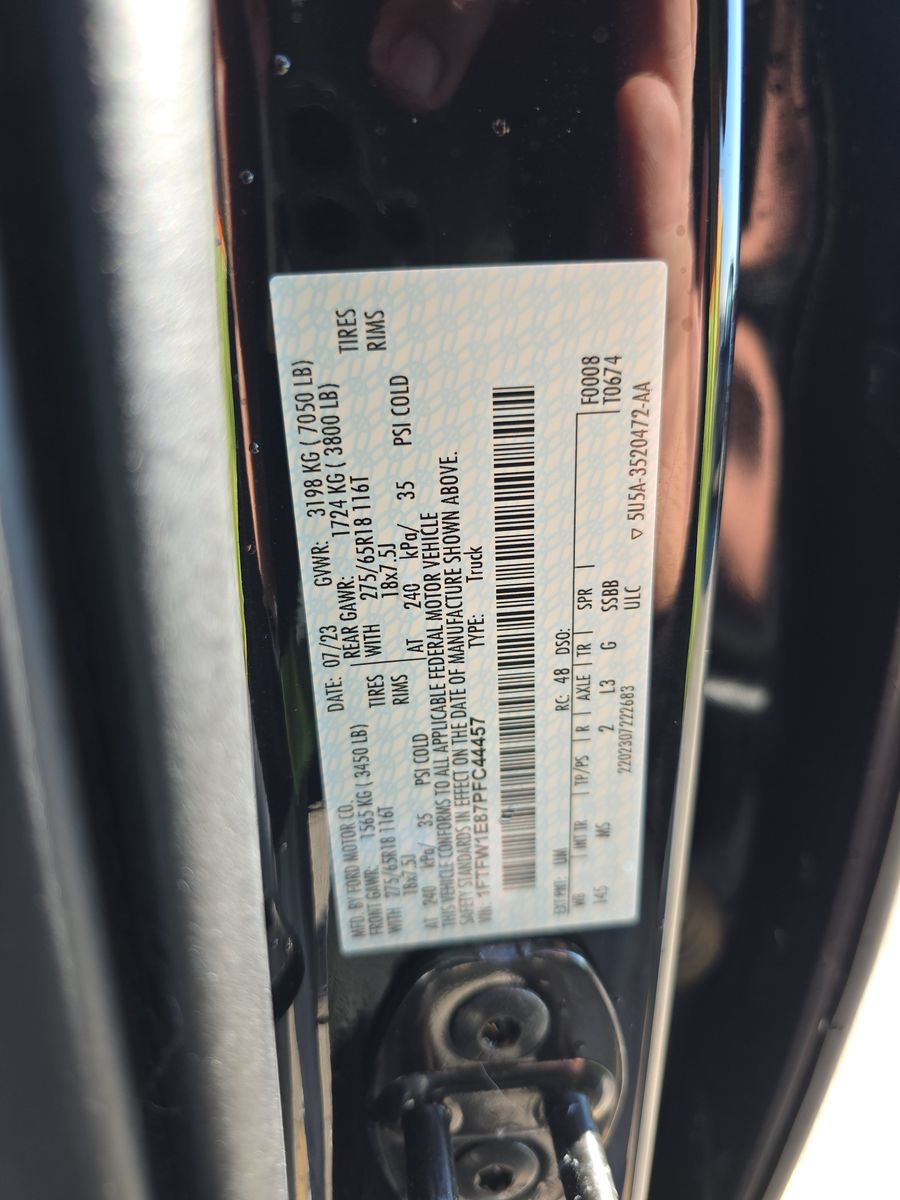 MFD. BY FORD MOTOR CO.
DATE: 07/23 GVWR: 3198 KG ( 7050 LB)
FRONT GAWR: 1565 KG ( 3450 LB) REAR GAWR: 1724 KG ( 3800 LB)
WITH 275/65R18 116T TIRES WITH 275/65R18 116T TIRES
18x7.5J RIMS 18x7.5J RIMS
AT 240 kPa/ 35 PSI COLD AT 240 kPa/ 35 PSI COLD
THIS VEHICLE CONFORMS TO ALL APPLICABLE FEDERAL MOTOR VEHICLE
SAFETY STANDARDS IN EFFECT ON THE DATE OF MANUFACTURE SHOWN ABOVE.
VIN: 1FTFW1E87PFC44457 TYPE: Truck
EXT PNT: UM RC: 48 DSO: F0008
WB | INT TR | TP/PS | R | AXLE | TR | SPR | T0674
145 MS 2 L3 G SSBB
2202307222683 ULC ▽ 5U5A-3520472-AA